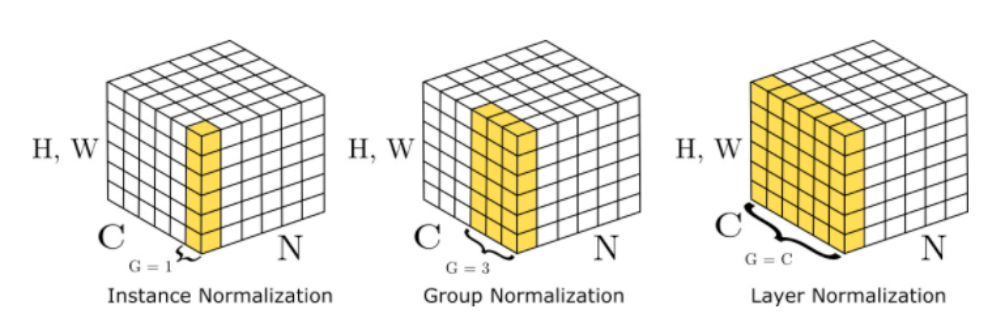 H, W
C
G = 1
N
Instance Normalization
H, W
C
G = 3
N
Group Normalization
H, W
C
G = C
N
Layer Normalization